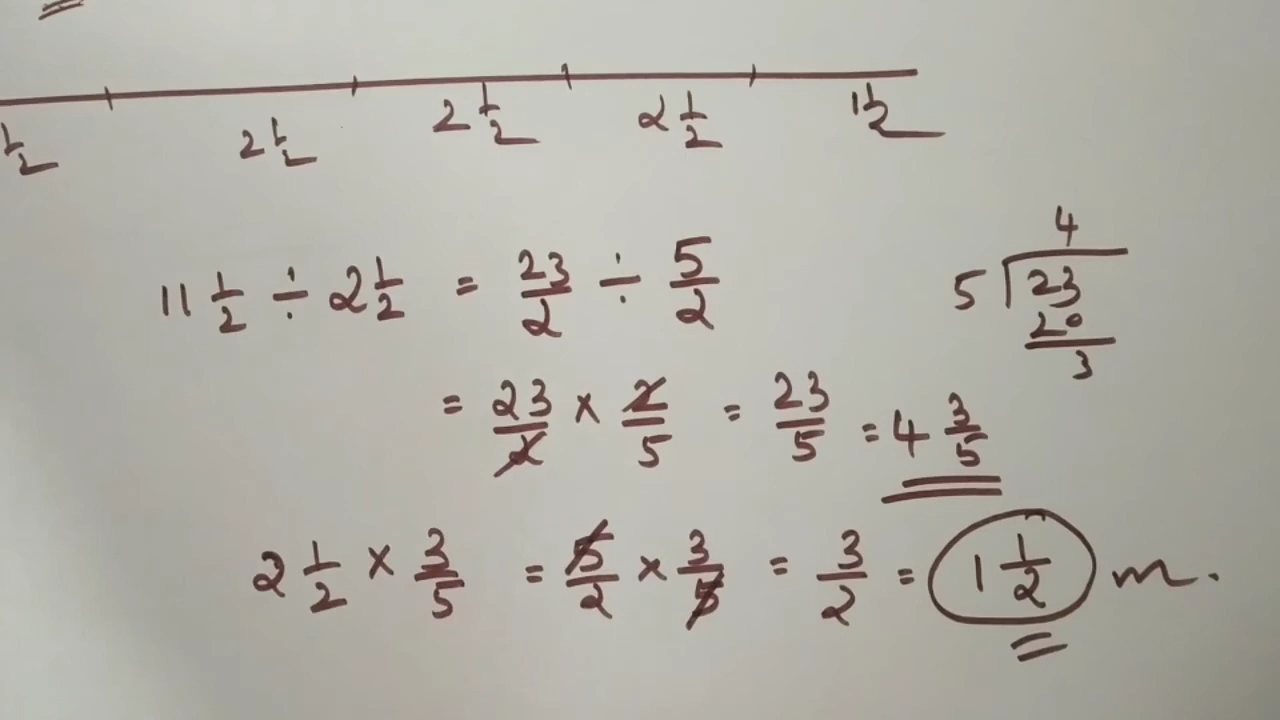 1/2 2 1/2 2 1/2 2 1/2 1 1/2
11 1/2 ÷ 2 1/2 = 23/2 ÷ 5/2
= 23/2 × 2/5 = 23/5 = 4 3/5
2 1/2 × 3/5 = 5/2 × 3/5 = 3/2 = 1 1/2 m.
4
5 23
20
3